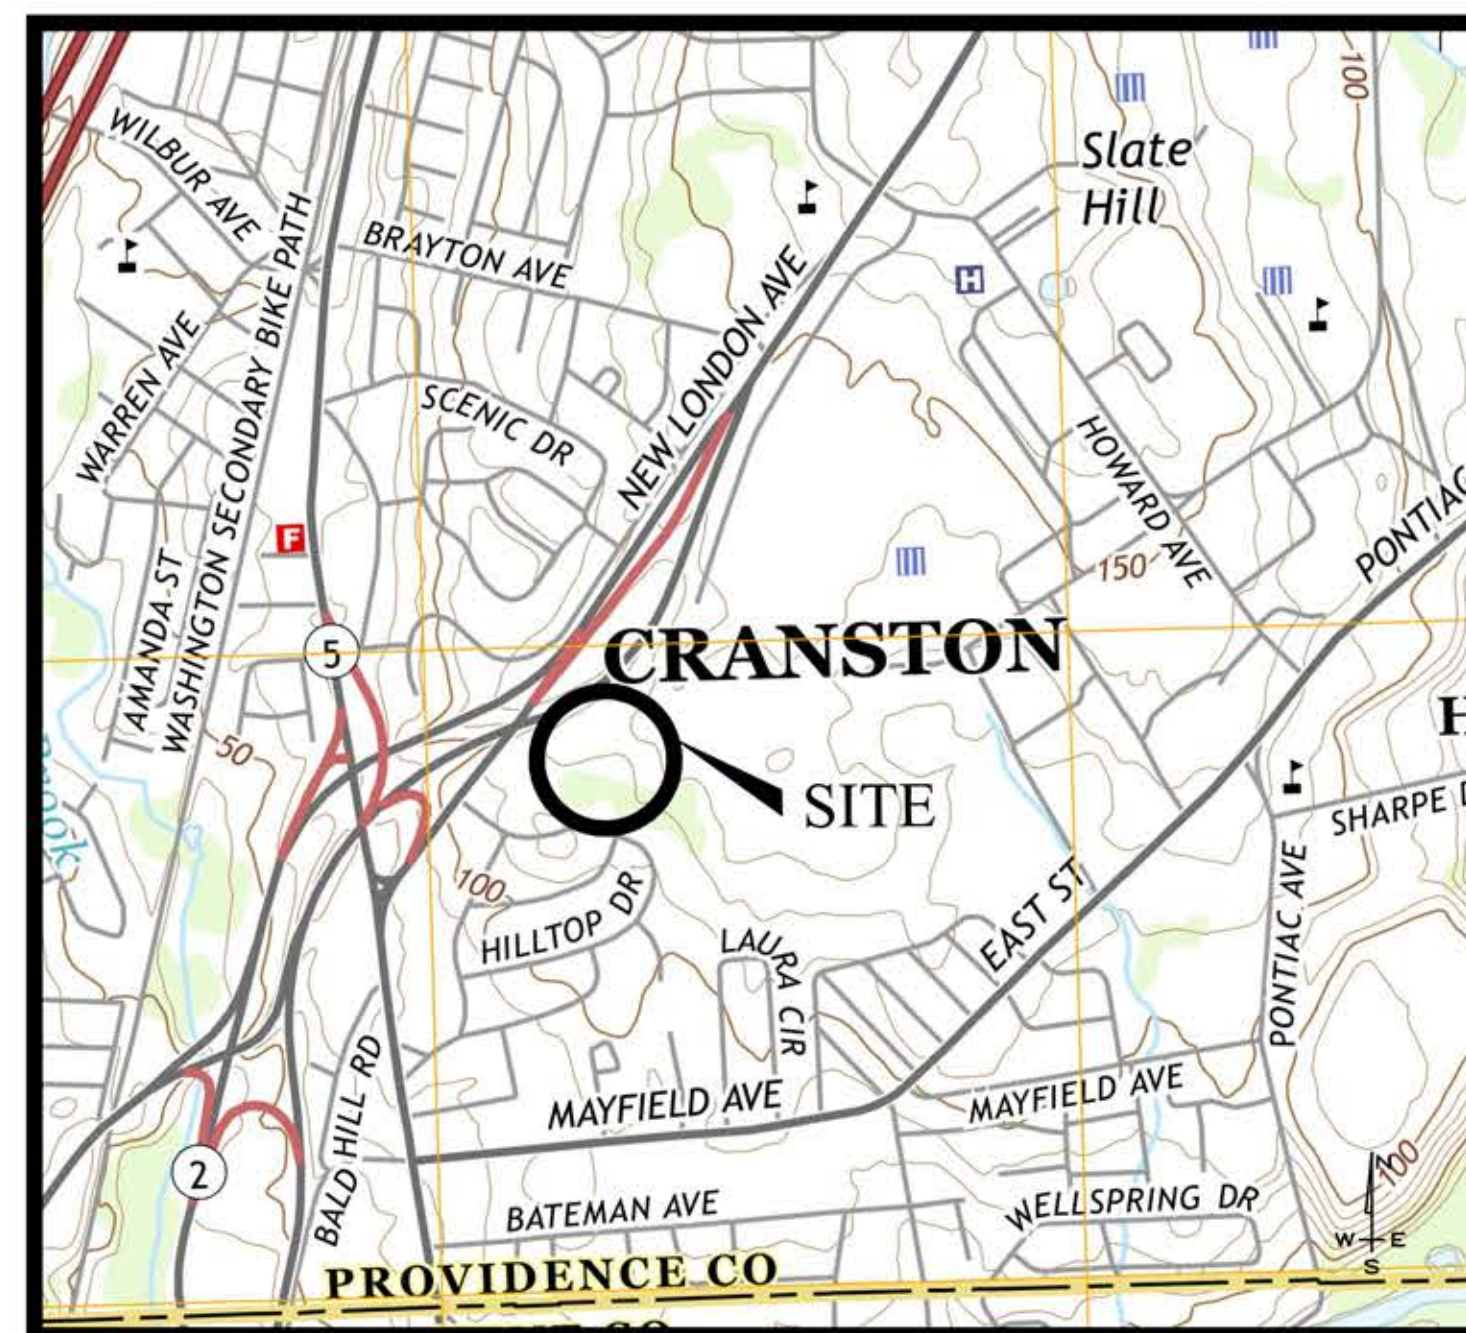 100
Slate
Hill
WILBUR AVE
WASHINGTON SECONDARY BIKE PATH
BRAYTON AVE
NEW LONDON AVE
H
WARREN AVE
SCENIC DR
HOWARD AVE
PONTIAC
F
AMANDA ST
150
5
CRANSTON
50
H
SITE
SHARPE D
rook
100
HILLTOP DR
LAURA CIR
EAST ST
PONTIAC AVE
BALD HILL RD
MAYFIELD AVE
MAYFIELD AVE
2
100
N
BATEMAN AVE
WELLSPRING DR
W E
S
PROVIDENCE CO
CO